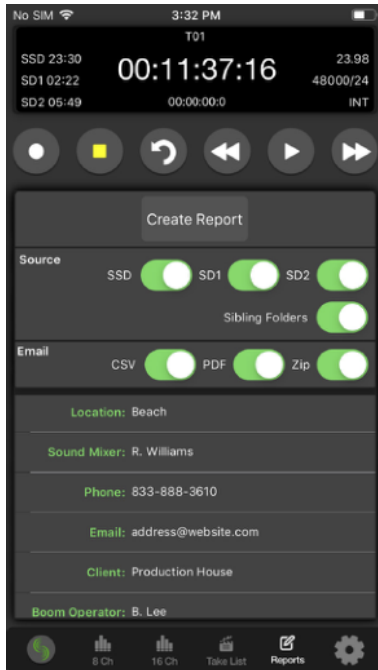 No SIM 3:32 PM
T01
SSD 23:30
SD1 02:22
SD2 05:49
00:11:37:16
00:00:00:0
23.98
48000/24
INT
Create Report
Source
SSD SD1 SD2
Sibling Folders
Email
CSV PDF Zip
Location: Beach
Sound Mixer: R. Williams
Phone: 833-888-3610
Email: address@website.com
Client: Production House
Boom Operator: B. Lee
8 Ch 16 Ch Take List Reports